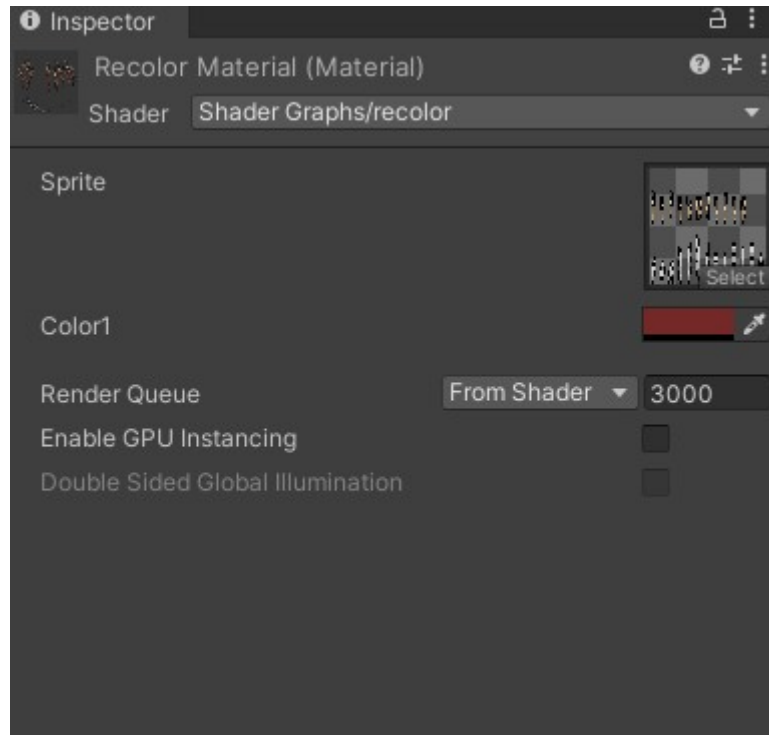 Inspector
Recolor Material (Material)
Shader Shader Graphs/recolor
Sprite
Select
Color1
Render Queue From Shader 3000
Enable GPU Instancing
Double Sided Global Illumination